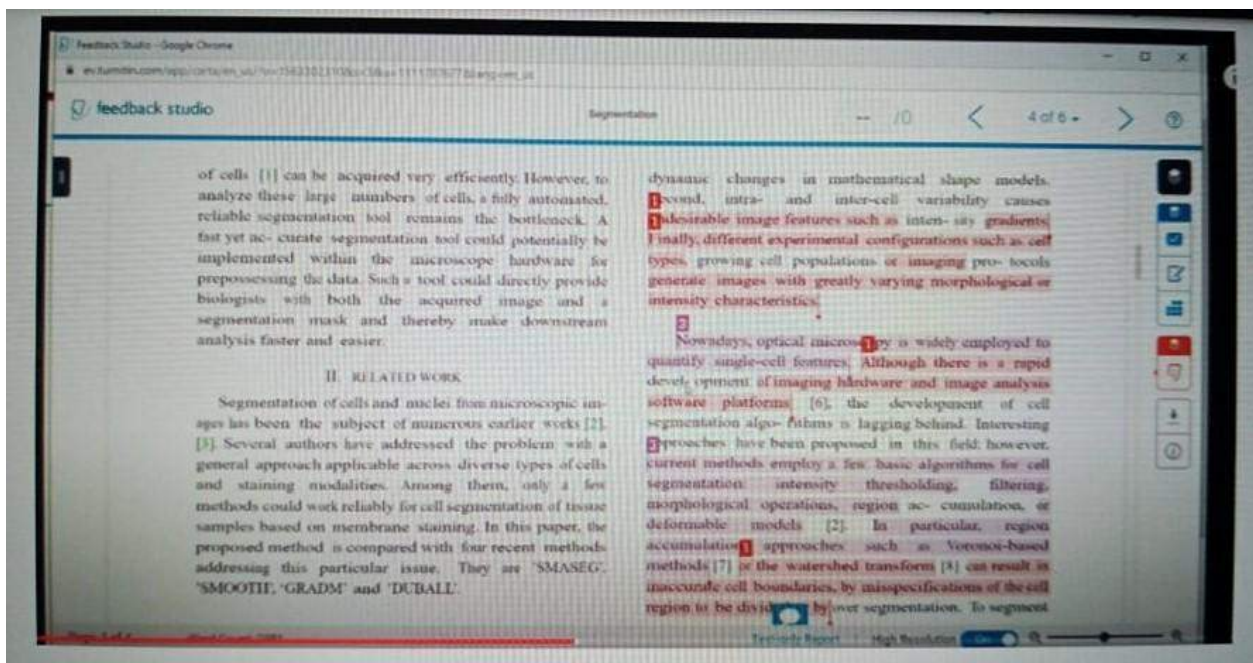 Feedback Studio - Google Chrome
feedback studio
Segmentation
-- /0
4 of 6
of cells [1] can be acquired very efficiently. However, to
analyze these large numbers of cells, a fully automated,
reliable segmentation tool remains the bottleneck. A
fast yet ac- curate segmentation tool could potentially be
implemented within the microscope hardware for
prepossessing the data. Such a tool could directly provide
biologists with both the acquired image and a
segmentation mask and thereby make downstream
analysis faster and easier.
II. RELATED WORK
Segmentation of cells and nuclei from microscopic im-
ages has been the subject of numerous earlier works [2],
[3]. Several authors have addressed the problem with a
general approach applicable across diverse types of cells
and staining modalities. Among them, only a few
methods could work reliably for cell segmentation of tissue
samples based on membrane staining. In this paper, the
proposed method is compared with four recent methods
addressing this particular issue. They are 'SMASEG',
'SMOOTH', 'GRADM' and 'DUBALL'.
dynamic changes in mathematical shape models.
1 econd, intra- and inter-cell variability causes
1 desirable image features such as inten- sity gradients.
Finally, different experimental configurations such as cell
types, growing cell populations or imaging pro- tocols
generate images with greatly varying morphological or
intensity characteristics.
2
Nowadays, optical micros 1 py is widely employed to
quantify single-cell features. Although there is a rapid
devel- opment of imaging hardware and image analysis
software platforms [6], the development of cell
segmentation algo- rithms is lagging behind. Interesting
approaches have been proposed in this field: however,
current methods employ a few basic algorithms for cell
segmentation: intensity thresholding, filtering,
morphological operations, region ac- cumulation, or
deformable models [2]. In particular, region
accumulation approaches such as Voronoi-based
methods [7] or the watershed transform [8] can result in
inaccurate cell boundaries, by misspecifications of the cell
region to be divid by over segmentation. To segment
Text-only Report
High Resolution
On